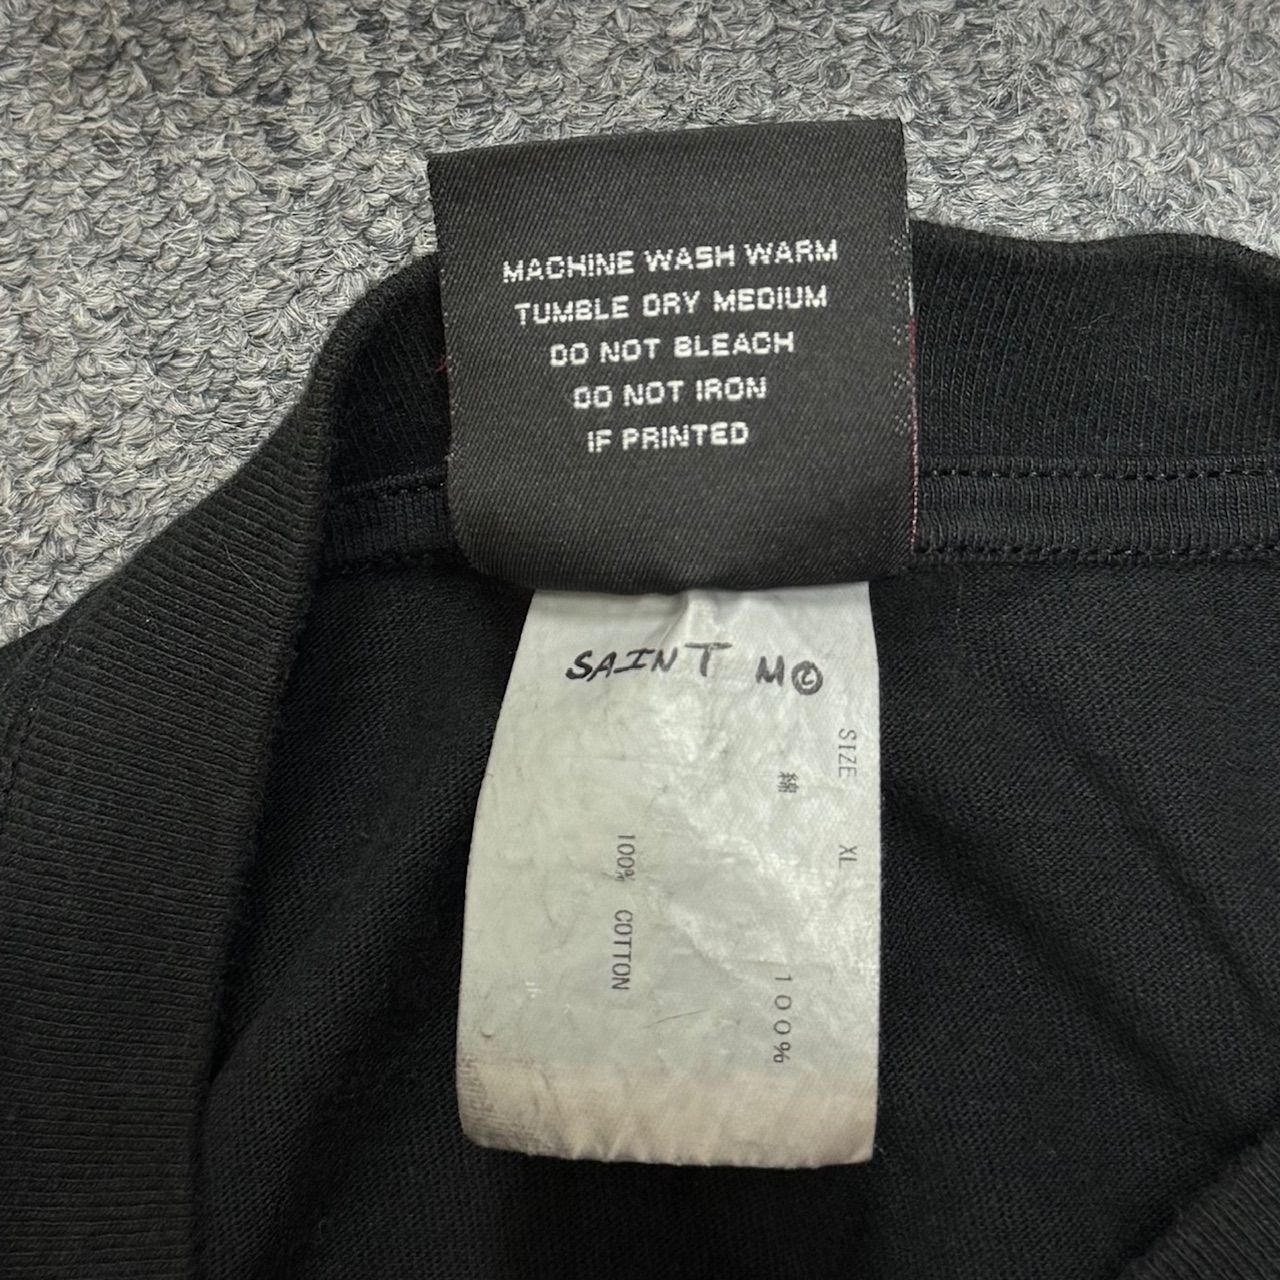 MACHINE WASH WARM
TUMBLE DRY MEDIUM
DO NOT BLEACH
DO NOT IRON
IF PRINTED
SAINT M©
SIZE XL
綿 100%
100% COTTON